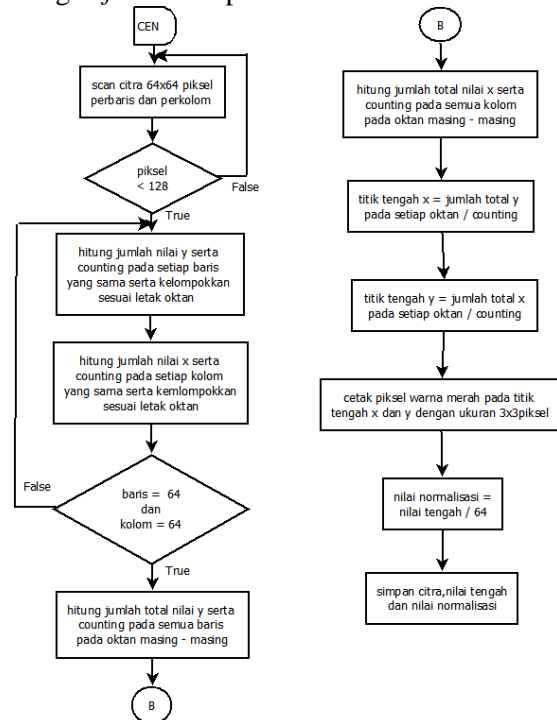 CEN
scan citra 64x64 piksel
perbaris dan perkolom
piksel
< 128
False
True
hitung jumlah nilai y serta
counting pada setiap baris
yang sama serta kelompokkan
sesuai letak oktan
hitung jumlah nilai x serta
counting pada setiap kolom
yang sama serta kemlompokkan
sesuai letak oktan
False
baris = 64
dan
kolom = 64
True
hitung jumlah total nilai y serta
counting pada semua baris
pada oktan masing - masing
B
B
hitung jumlah total nilai x serta
counting pada semua kolom
pada oktan masing - masing
titik tengah x = jumlah total y
pada setiap oktan / counting
titik tengah y = jumlah total x
pada setiap oktan / counting
cetak piksel warna merah pada titik
tengah x dan y dengan ukuran 3x3piksel
nilai normalisasi =
nilai tengah / 64
simpan citra,nilai tengah
dan nilai normalisasi